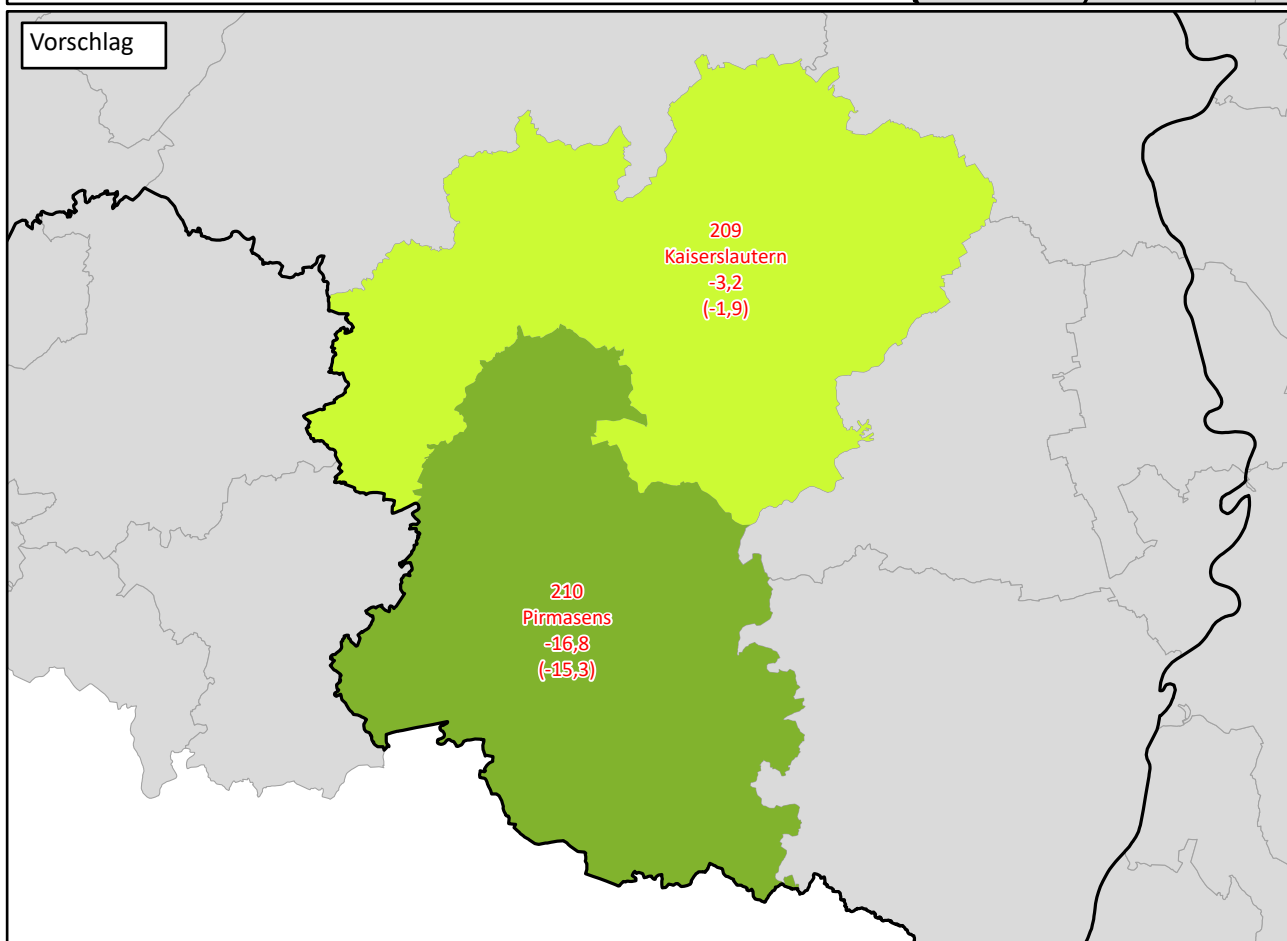 Vorschlag
209
Kaiserslautern
-3,2
(-1,9)
210
Pirmasens
-16,8
(-15,3)